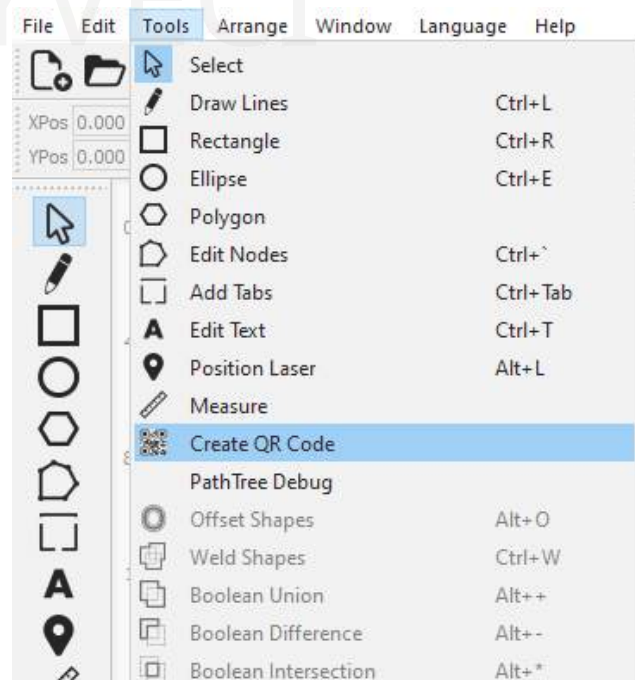 File Edit Tools Arrange Window Language Help
Select
XPos 0.000
YPos 0.000
Draw Lines Ctrl+L
Rectangle Ctrl+R
Ellipse Ctrl+E
Polygon
Edit Nodes Ctrl+`
Add Tabs Ctrl+Tab
Edit Text Ctrl+T
Position Laser Alt+L
Measure
Create QR Code
PathTree Debug
Offset Shapes Alt+O
Weld Shapes Ctrl+W
Boolean Union Alt++
Boolean Difference Alt+-
Boolean Intersection Alt+*